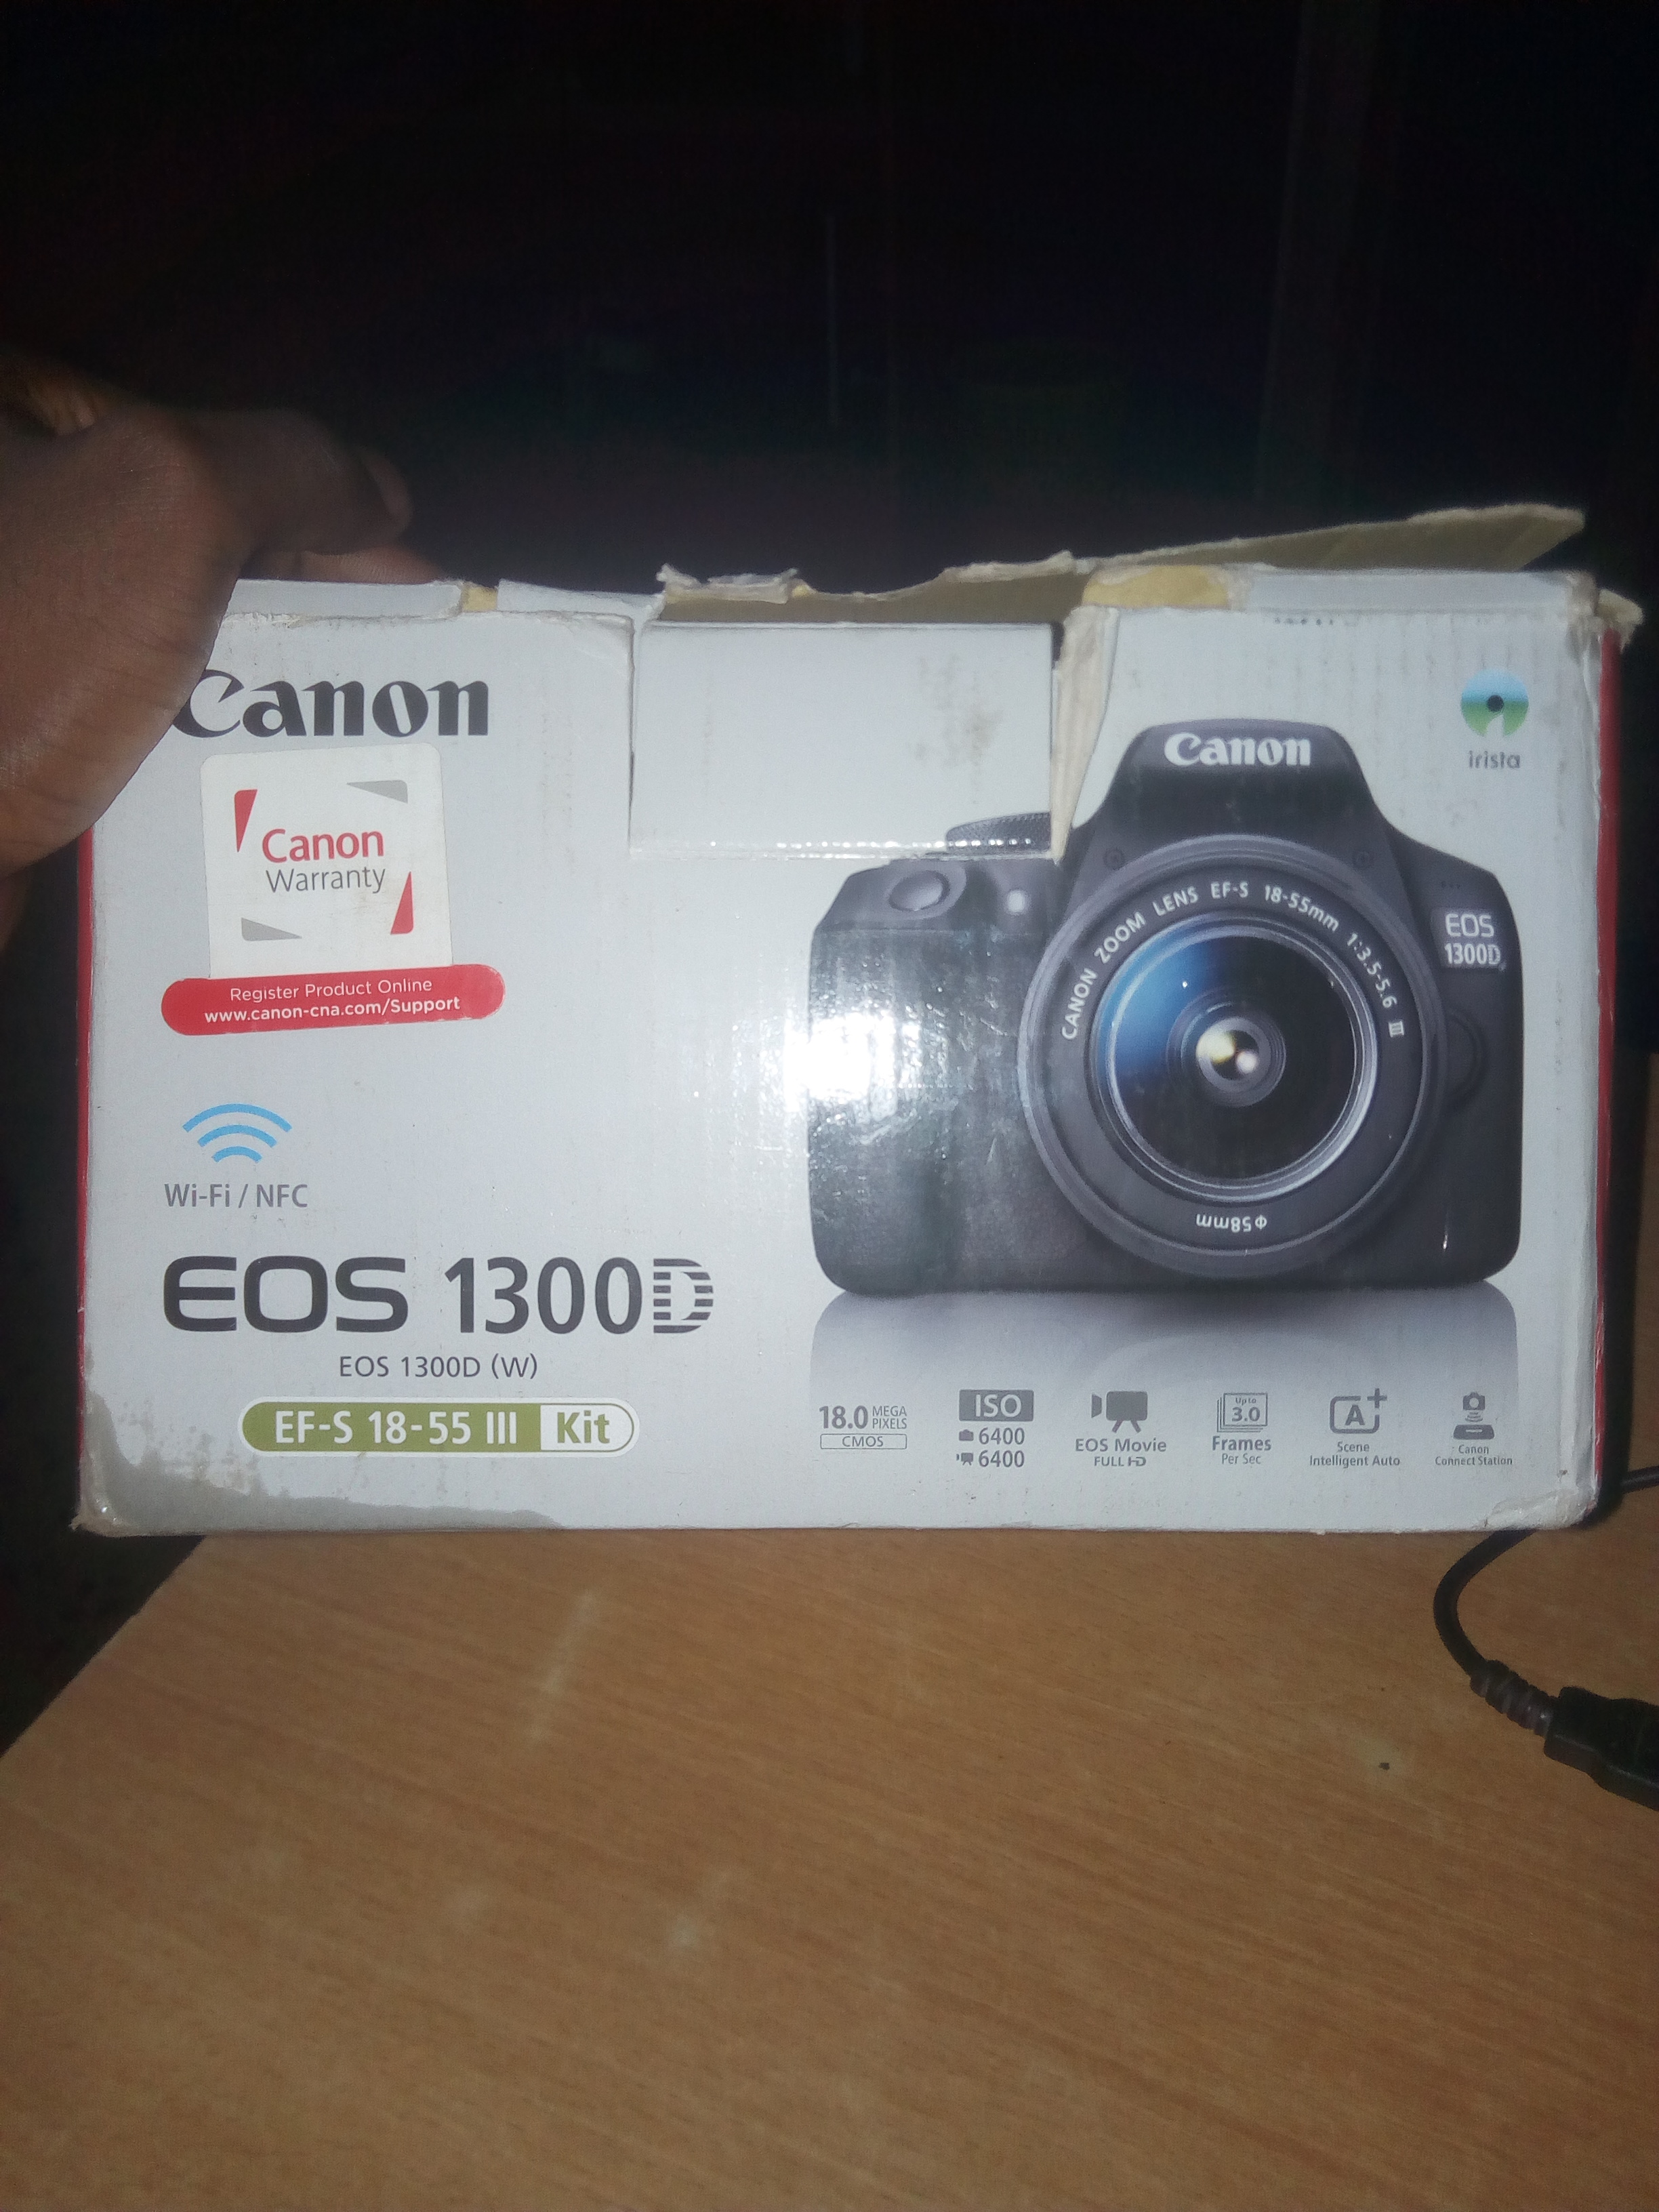 Canon
Canon
Warranty
Register Product Online
www.canon-cna.com/Support
Wi-Fi / NFC
EOS 1300D
EOS 1300D (W)
EF-S 18-55 III Kit
irista
Canon
EOS
1300D
CANON ZOOM LENS EF-S 18-55mm 1:3.5-5.6 III
Φ58mm
18.0 MEGA PIXELS
CMOS
ISO
6400
6400
EOS Movie
FULL HD
Up to
3.0
Frames
Per Sec
A+
Scene
Intelligent Auto
Canon
Connect Station